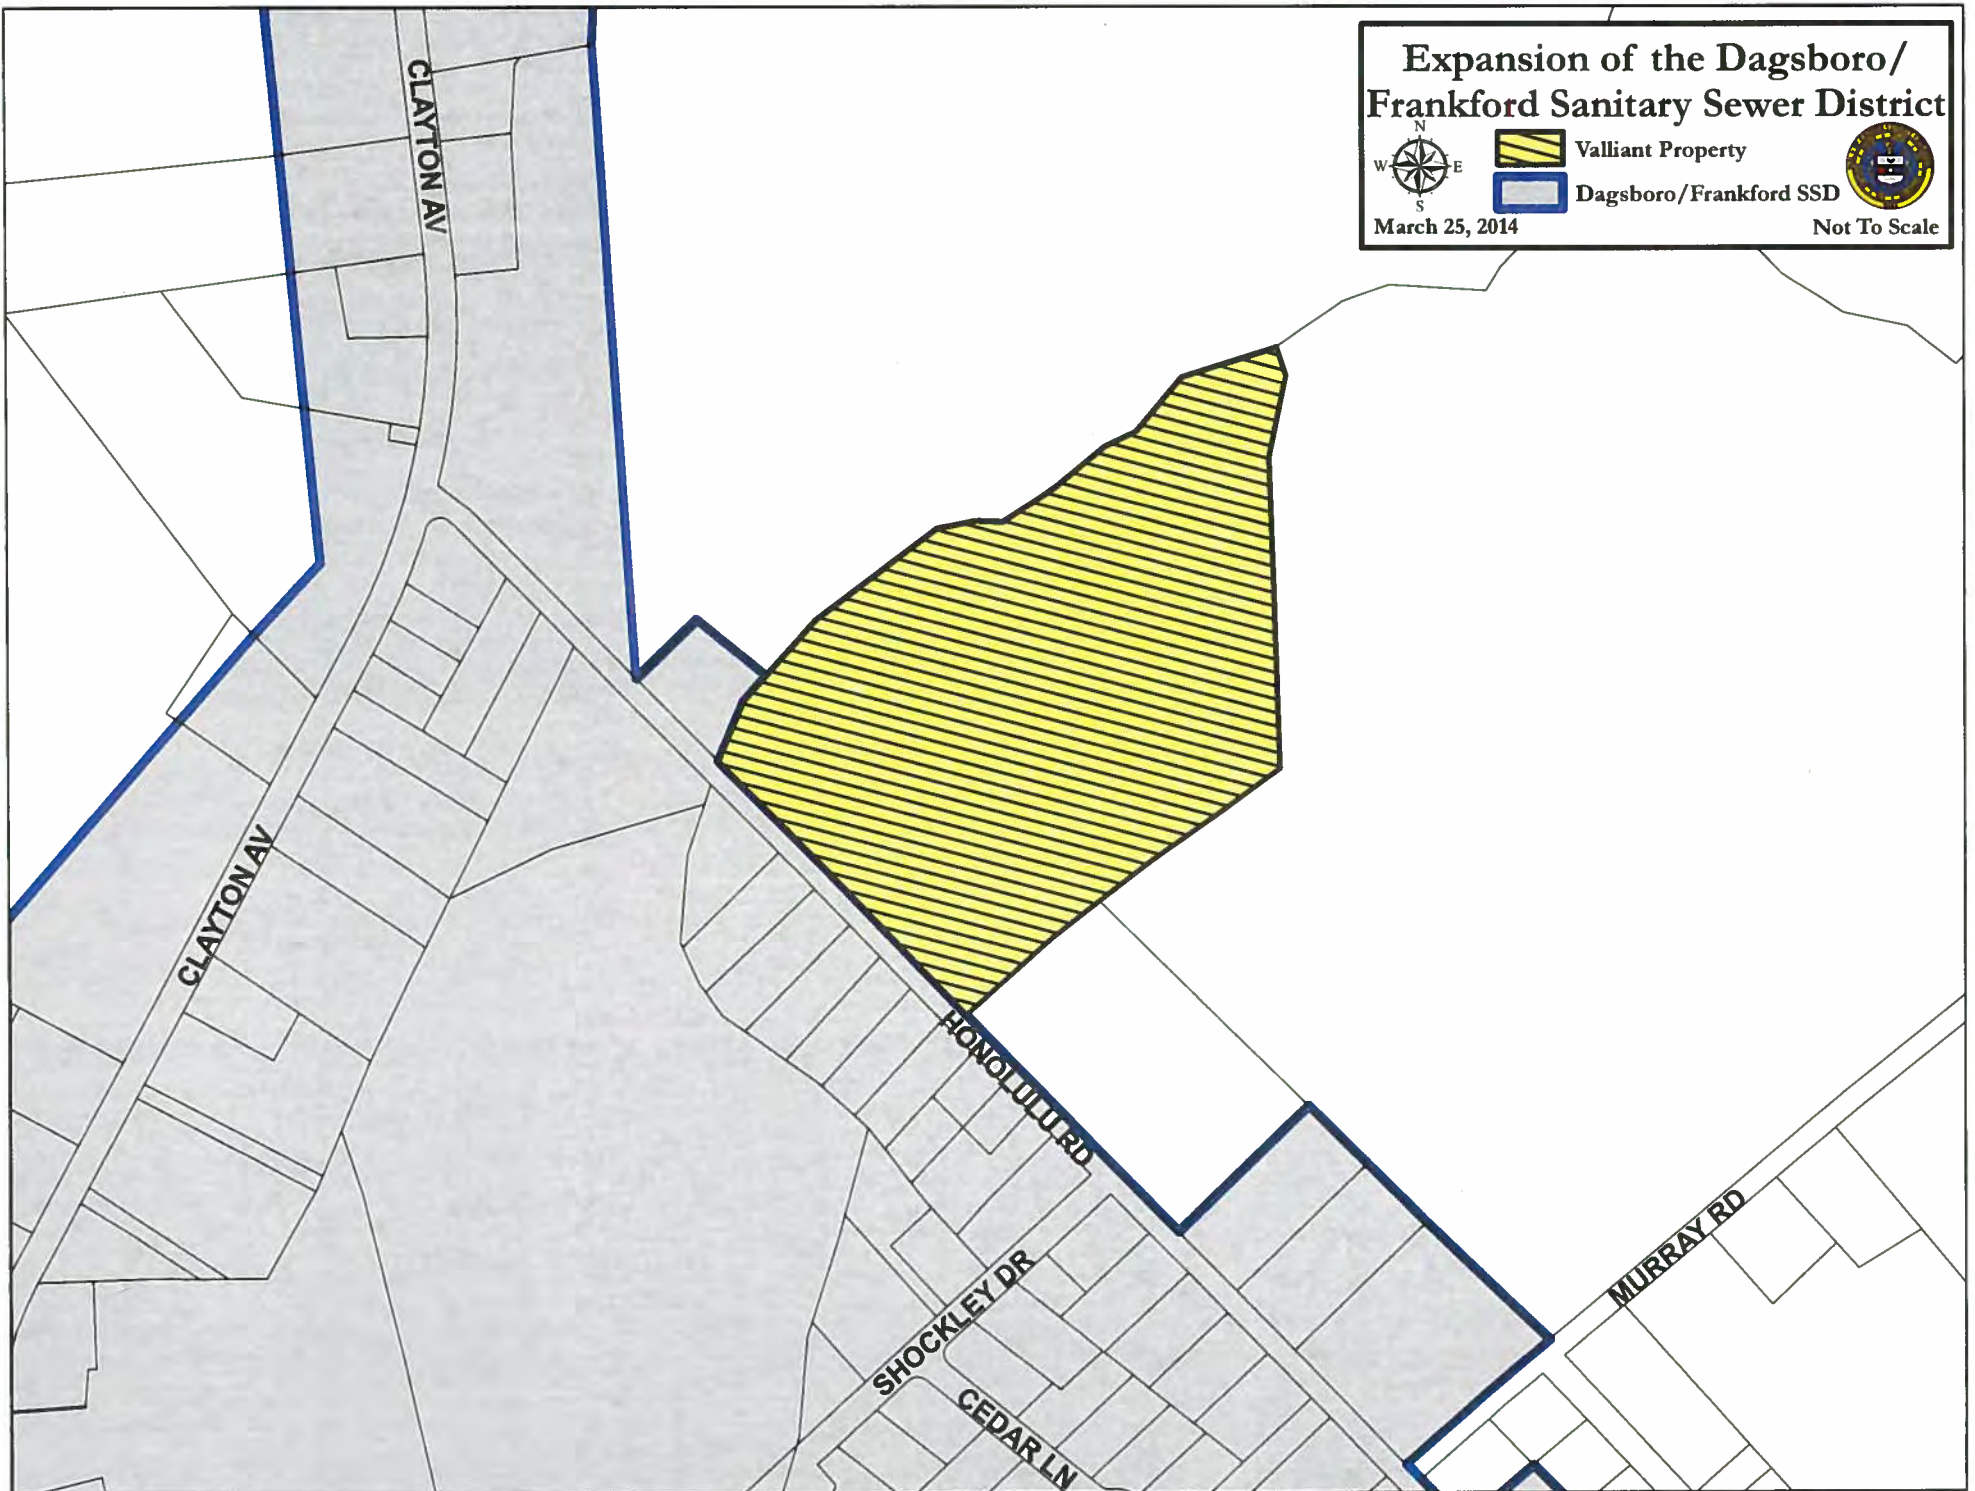 Expansion of the Dagsboro/
Frankford Sanitary Sewer District
N
W E
S
Valliant Property
Dagsboro/Frankford SSD
March 25, 2014
Not To Scale
CLAYTON AV
CLAYTON AV
HONOLULU RD
MURRAY RD
SHOCKLEY DR
CEDAR LN